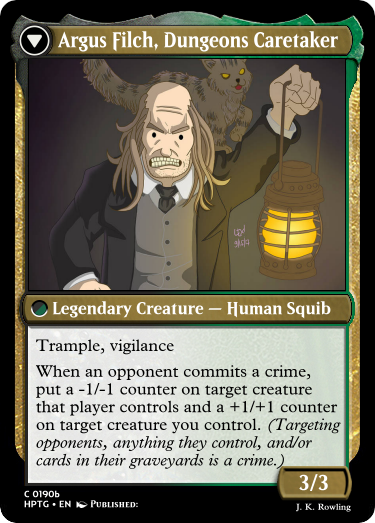 Argus Filch, Dungeons Caretaker
Legendary Creature — Human Squib
Trample, vigilance
When an opponent commits a crime,
put a -1/-1 counter on target creature
that player controls and a +1/+1 counter
on target creature you control. (Targeting
opponents, anything they control, and/or
cards in their graveyards is a crime.)
3/3
C 0190b
HPTG • EN Published:
J. K. Rowling